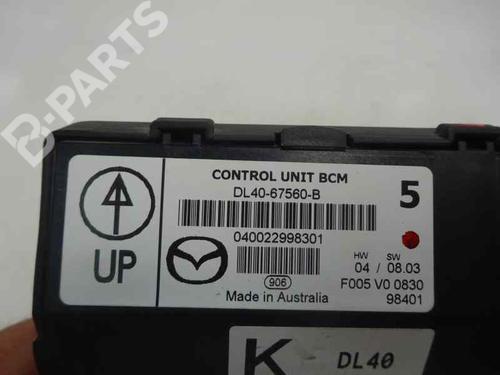 B-PARTS
CONTROL UNIT BCM
DL40-67560-B
5
040022998301
HW SW
04 / 08.03
UP
906
F005 V0 0830
Made in Australia
98401
K
DL40